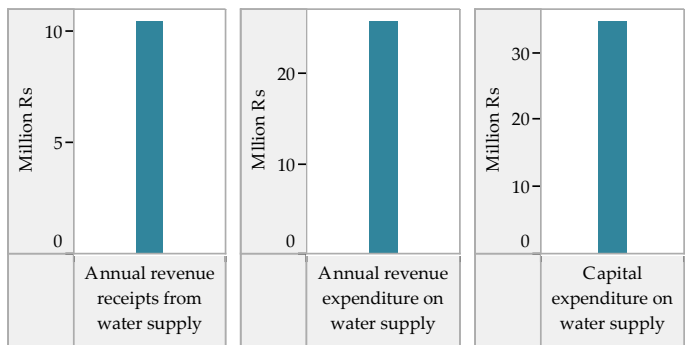 Million Rs
10
5
0
Annual revenue
receipts from
water supply
Mllion Rs
20
10
0
Annual revenue
expenditure on
water supply
Million Rs
30
20
10
0
Capital
expenditure on
water supply